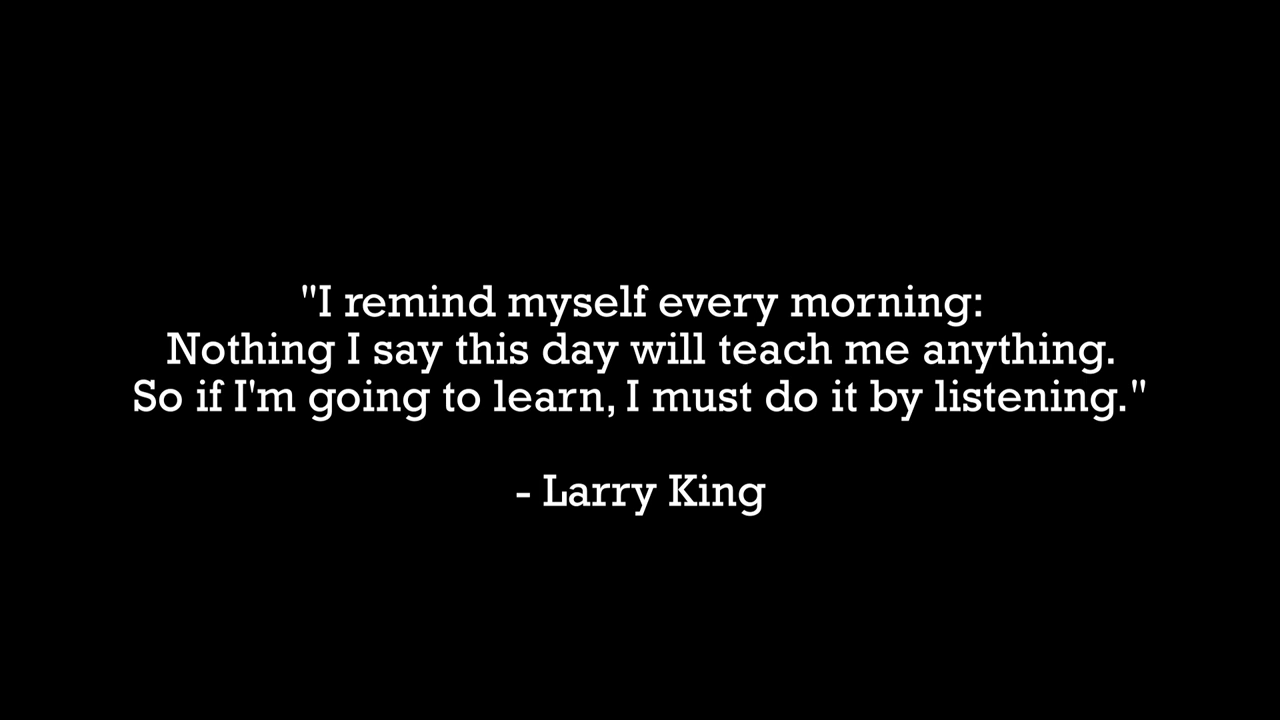 "I remind myself every morning:
Nothing I say this day will teach me anything.
So if I'm going to learn, I must do it by listening."
- Larry King